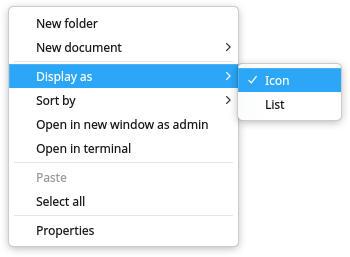 New folder
New document
Display as
Icon
List
Sort by
Open in new window as admin
Open in terminal
Paste
Select all
Properties